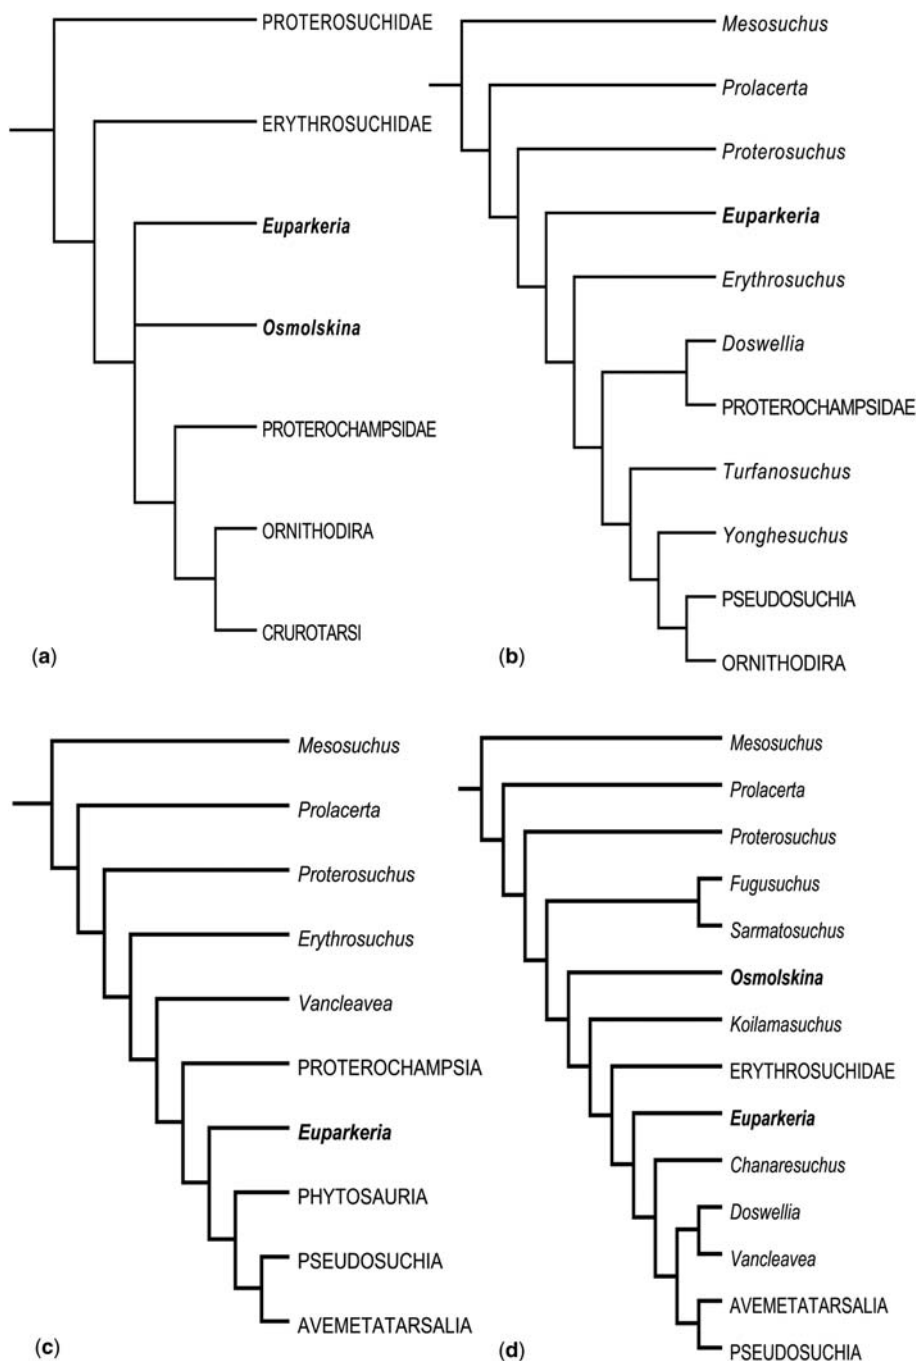 PROTEROSUCHIDAE
ERYTHROSUCHIDAE
Euparkeria
Osmolskina
PROTEROCHAMPSIDAE
ORNITHODIRA
CRUROTARSI
(a)
Mesosuchus
Prolacerta
Proterosuchus
Euparkeria
Erythrosuchus
Doswellia
PROTEROCHAMPSIDAE
Turfanosuchus
Yonghesuchus
PSEUDOSUCHIA
ORNITHODIRA
(b)
Mesosuchus
Prolacerta
Proterosuchus
Erythrosuchus
Vancleavea
PROTEROCHAMPSIA
Euparkeria
PHYTOSAURIA
PSEUDOSUCHIA
AVEMETATARSALIA
(c)
Mesosuchus
Prolacerta
Proterosuchus
Fugusuchus
Sarmatosuchus
Osmolskina
Koilamasuchus
ERYTHROSUCHIDAE
Euparkeria
Chanaresuchus
Doswellia
Vancleavea
AVEMETATARSALIA
PSEUDOSUCHIA
(d)